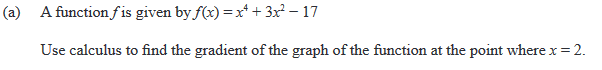 (a) A function f is given by f(x) = x⁴ + 3x² – 17
Use calculus to find the gradient of the graph of the function at the point where x = 2.